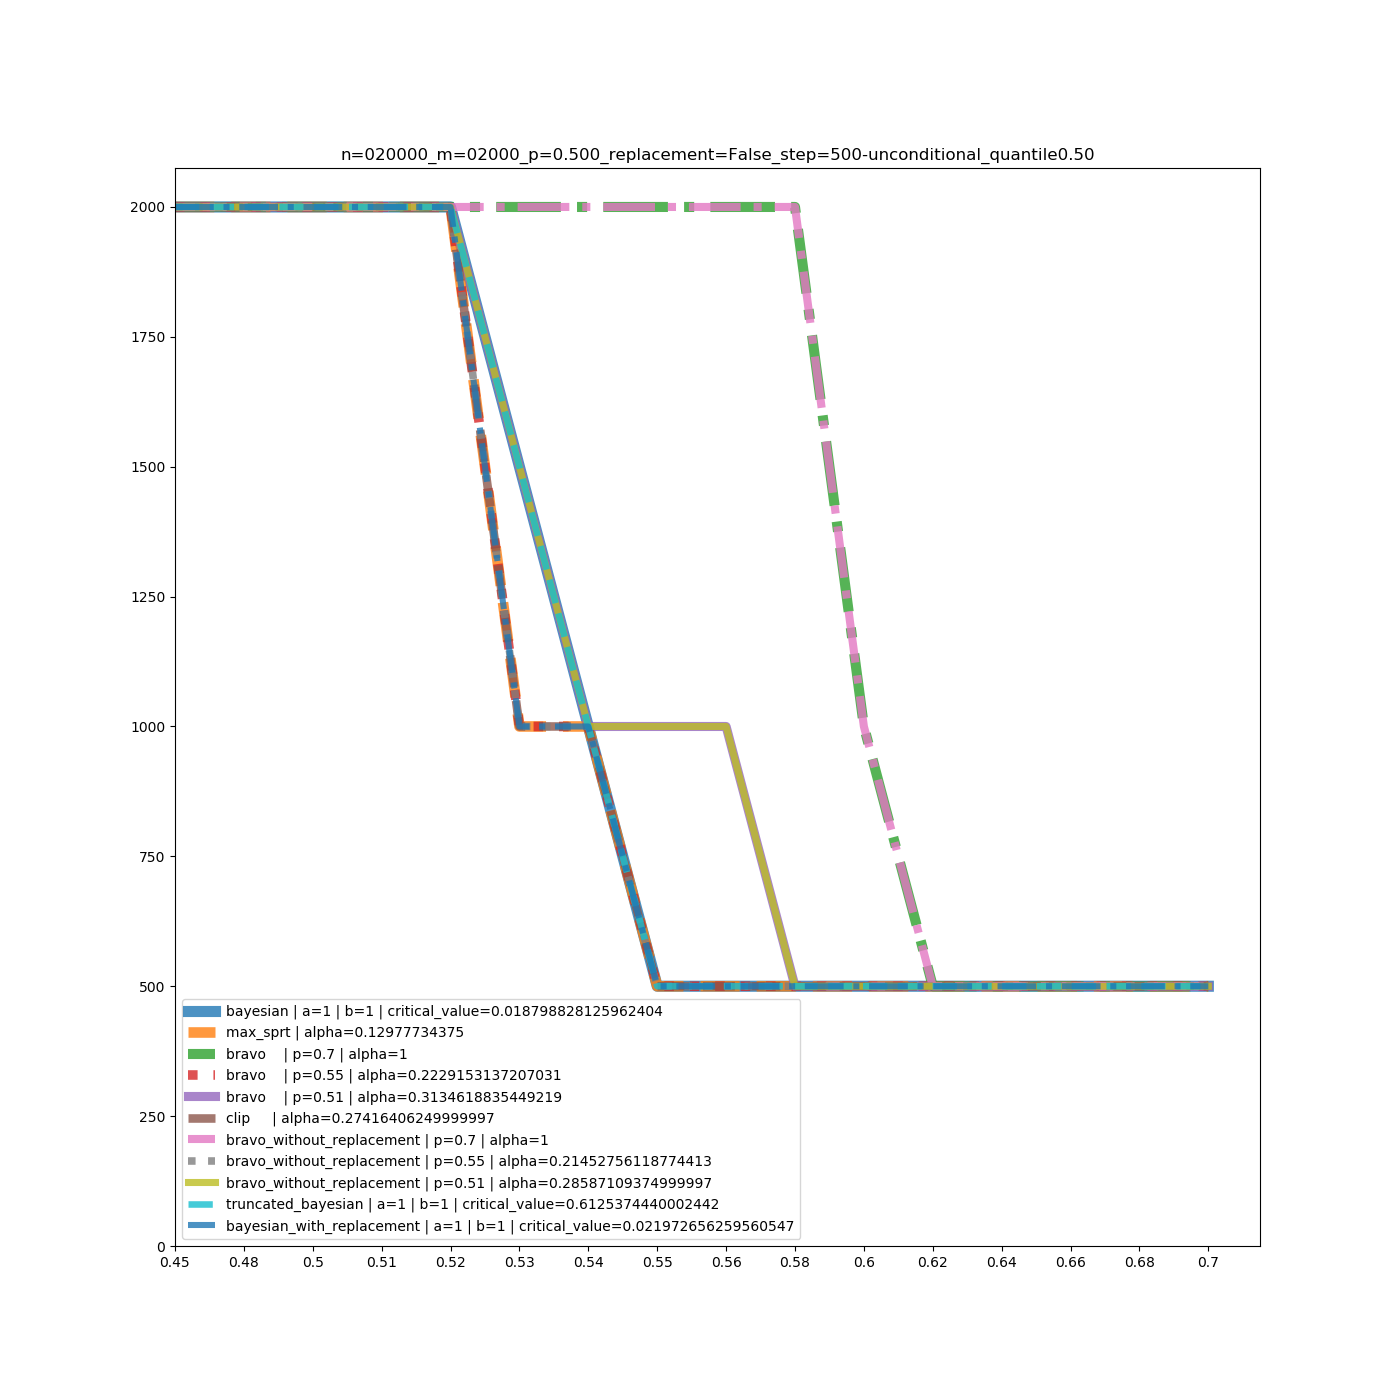 n=020000_m=02000_p=0.500_replacement=False_step=500-unconditional_quantile0.50
2000
1750
1500
1250
1000
750
500
250
0
bayesian | a=1 | b=1 | critical_value=0.018798828125962404
max_sprt | alpha=0.12977734375
bravo    | p=0.7 | alpha=1
bravo    | p=0.55 | alpha=0.2229153137207031
bravo    | p=0.51 | alpha=0.3134618835449219
clip     | alpha=0.27416406249999997
bravo_without_replacement | p=0.7 | alpha=1
bravo_without_replacement | p=0.55 | alpha=0.21452756118774413
bravo_without_replacement | p=0.51 | alpha=0.28587109374999997
truncated_bayesian | a=1 | b=1 | critical_value=0.6125374440002442
bayesian_with_replacement | a=1 | b=1 | critical_value=0.021972656259560547
0.45 0.48 0.5 0.51 0.52 0.53 0.54 0.55 0.56 0.58 0.6 0.62 0.64 0.66 0.68 0.7